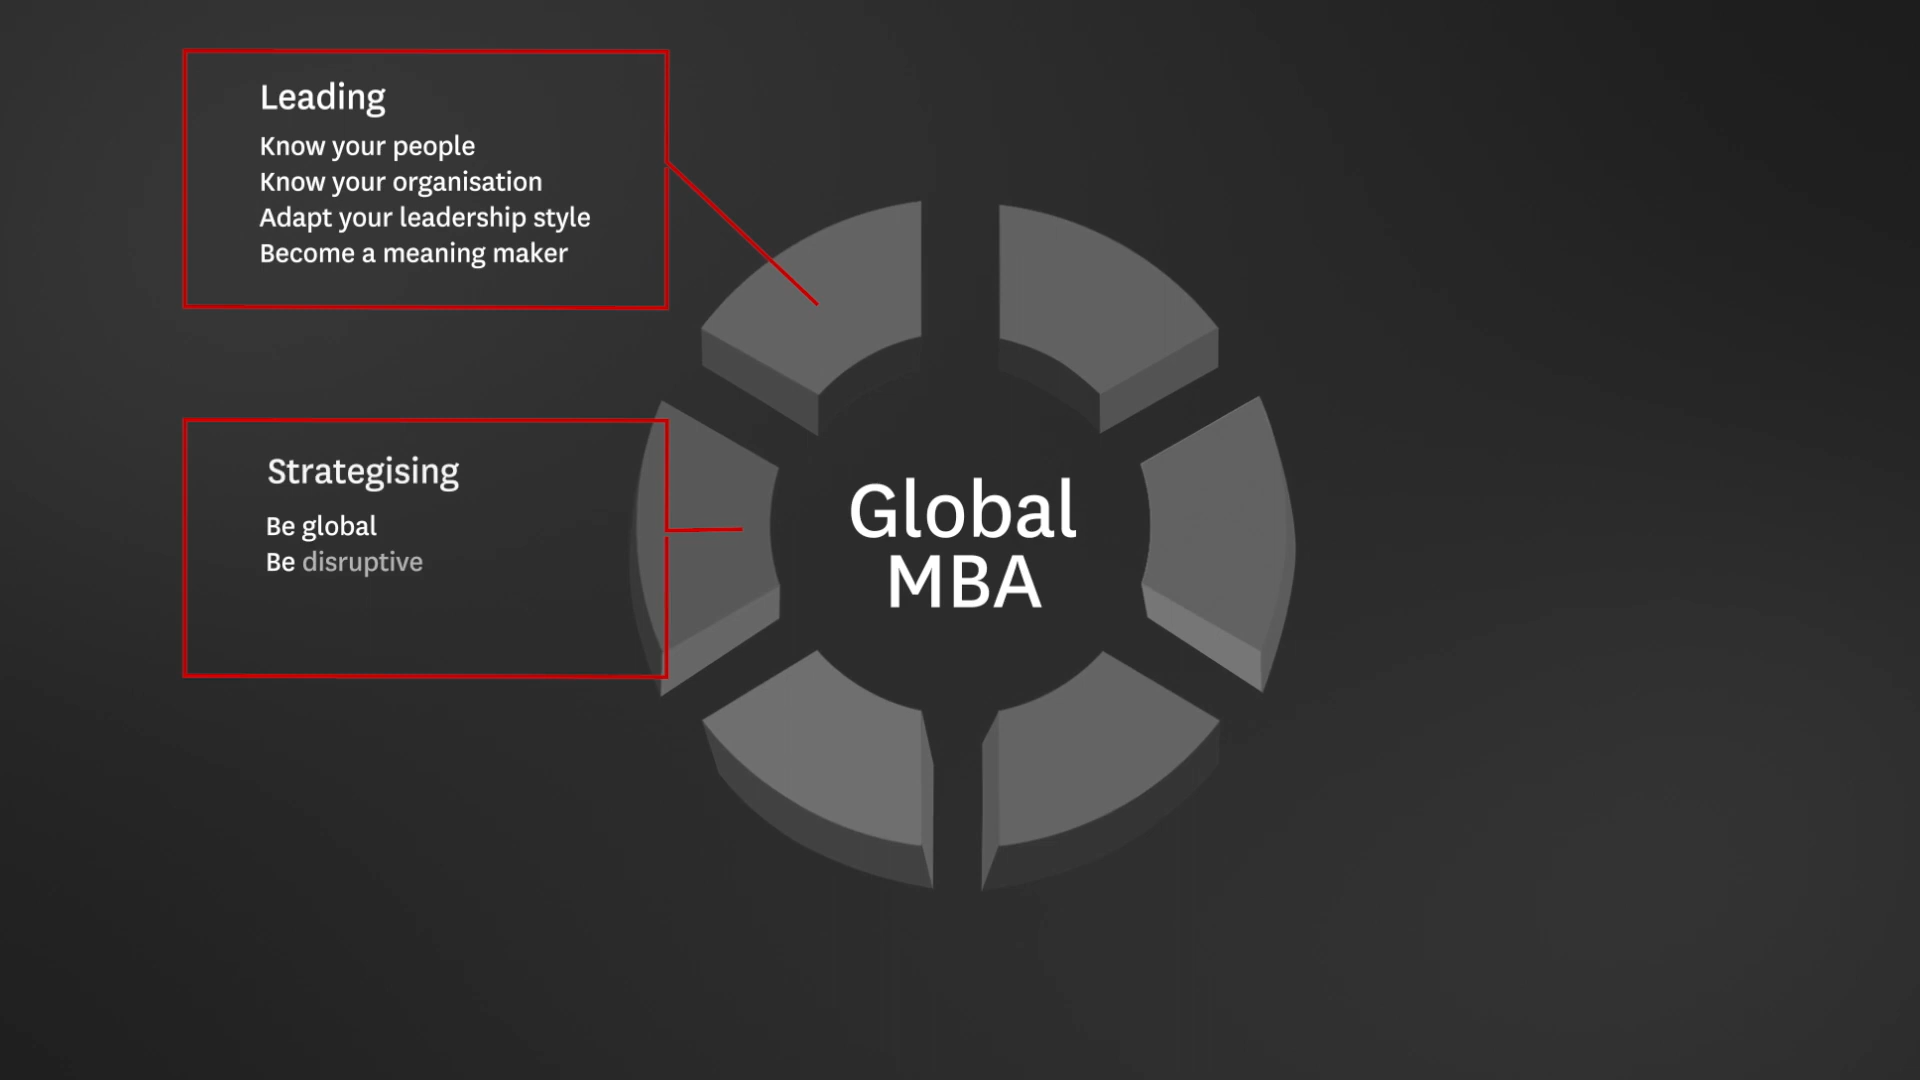 Leading
Know your people
Know your organisation
Adapt your leadership style
Become a meaning maker
Strategising
Be global
Be disruptive
Global
MBA